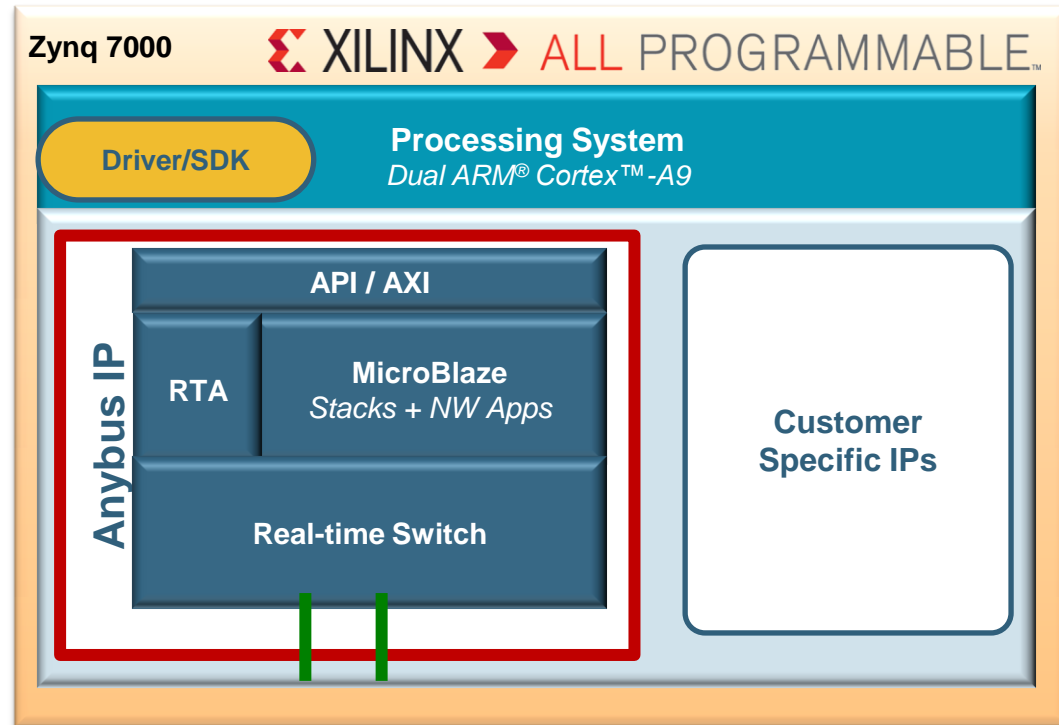 Zynq 7000
XILINX ALL PROGRAMMABLE™
Driver/SDK
Processing System
Dual ARM® Cortex™-A9
Anybus IP
API / AXI
RTA
MicroBlaze
Stacks + NW Apps
Real-time Switch
Customer
Specific IPs